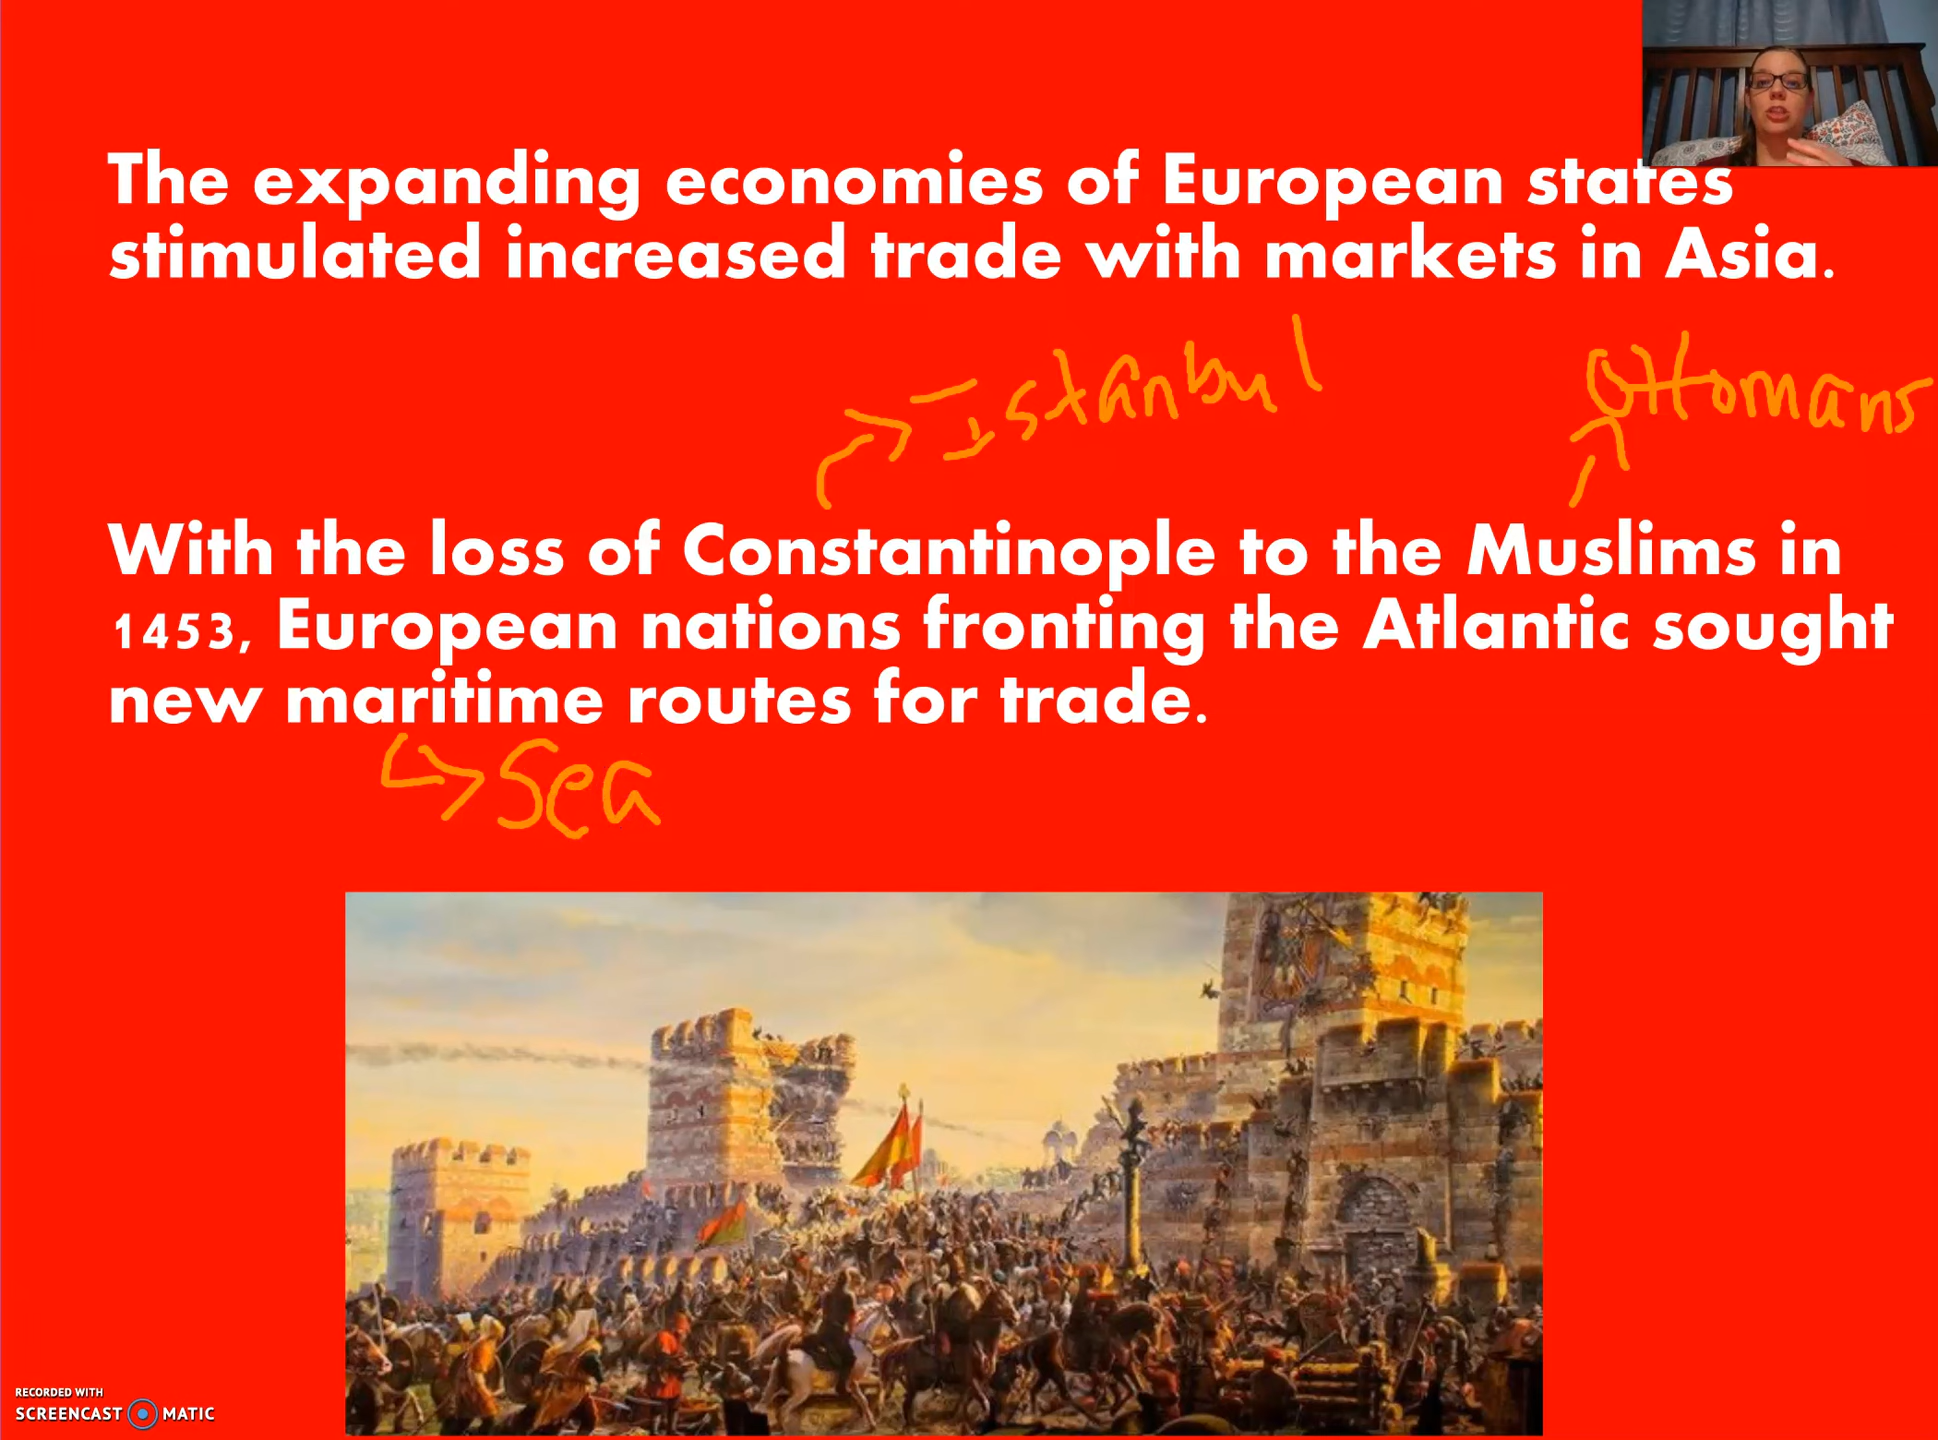 The expanding economies of European states
stimulated increased trade with markets in Asia.
Istanbul
Ottomans
With the loss of Constantinople to the Muslims in
1453, European nations fronting the Atlantic sought
new maritime routes for trade.
Sea
RECORDED WITH
SCREENCAST MATIC